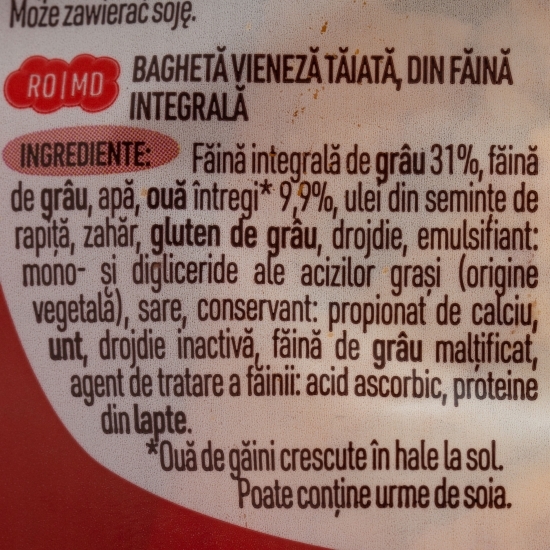 Może zawierać soję.
RO|MD
BAGHETĂ VIENEZĂ TĂIATĂ, DIN FĂINĂ
INTEGRALĂ
INGREDIENTE: Făină integrală de grâu 31%, făină
de grâu, apă, ouă întregi* 9,9%, ulei din semințe de
rapiță, zahăr, gluten de grâu, drojdie, emulsifiant:
mono- și digliceride ale acizilor grași (origine
vegetală), sare, conservant: propionat de calciu,
unt, drojdie inactivă, făină de grâu malțificat,
agent de tratare a făinii: acid ascorbic, proteine
din lapte.
*Ouă de găini crescute în hale la sol.
Poate conține urme de soia.